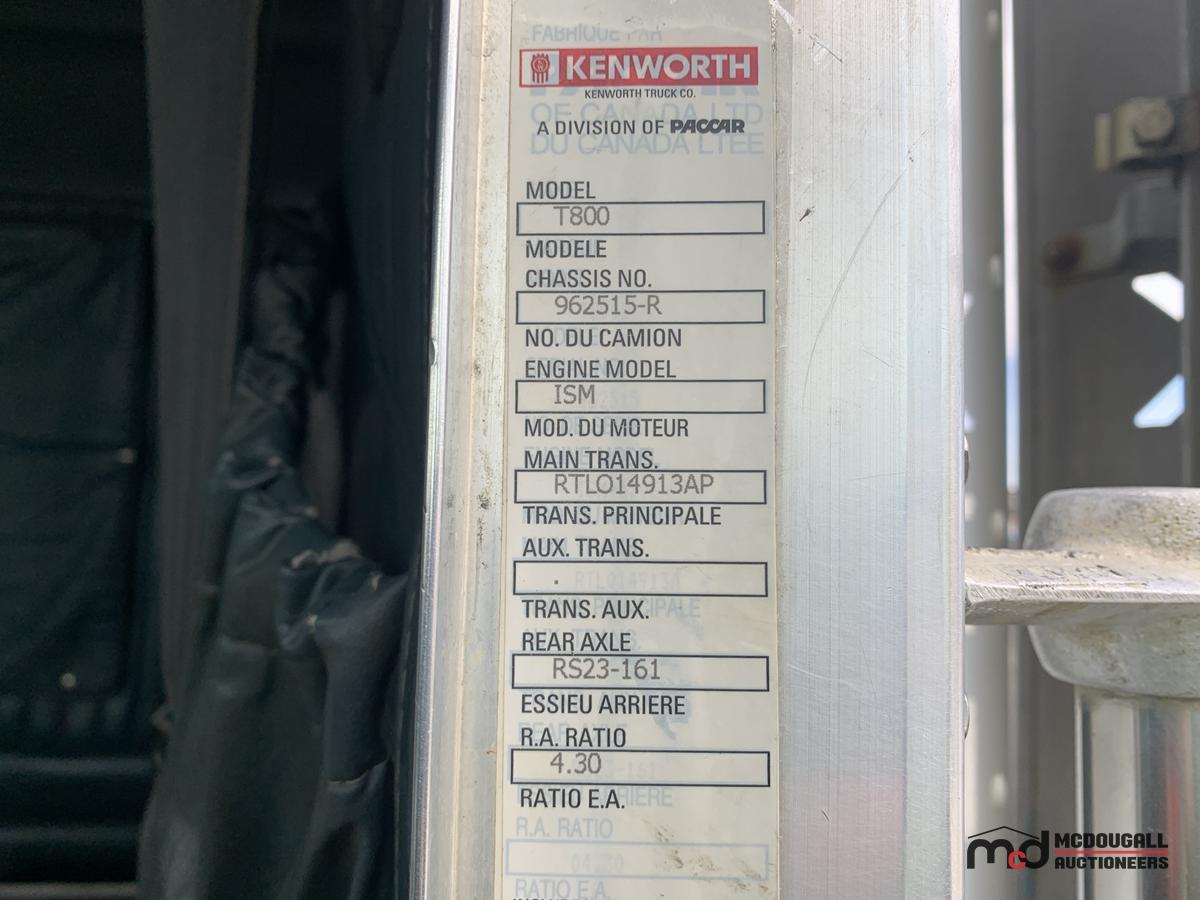 FABRIQUE PAR
KENWORTH
KENWORTH TRUCK CO.
OF CANADA LTD
A DIVISION OF PACCAR
DU CANADA LTEE
MODEL
T800
MODELE
CHASSIS NO.
962515-R
NO. DU CAMION
ENGINE MODEL
ISM
MOD. DU MOTEUR
MAIN TRANS.
RTLO14913AP
TRANS. PRINCIPALE
AUX. TRANS.
RTLO14913A
TRANS. AUX.
REAR AXLE
RS23-161
ESSIEU ARRIERE
R.A. RATIO
4.30
RATIO E.A.
R.A. RATIO
RATIO E.A.
mcd MCDOUGALL
AUCTIONEERS